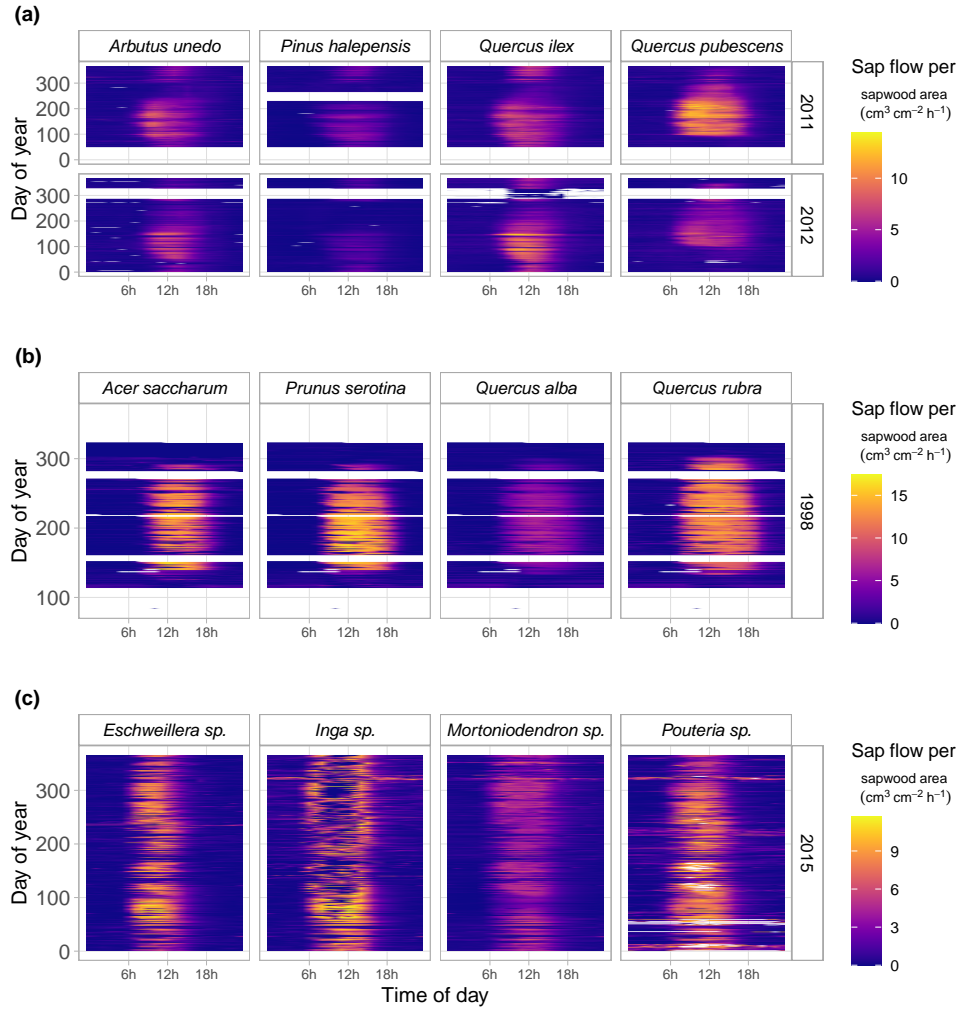 (a)
Arbutus unedo Pinus halepensis Quercus ilex Quercus pubescens
Sap flow per
sapwood area
(cm³ cm⁻² h⁻¹)
10
5
0
Day of year
300
200
100
0
2011
300
200
100
0
2012
6h 12h 18h 6h 12h 18h 6h 12h 18h 6h 12h 18h
(b)
Acer saccharum Prunus serotina Quercus alba Quercus rubra
Sap flow per
sapwood area
(cm³ cm⁻² h⁻¹)
15
10
5
0
Day of year
300
200
100
1998
6h 12h 18h 6h 12h 18h 6h 12h 18h 6h 12h 18h
(c)
Eschweillera sp. Inga sp. Mortoniodendron sp. Pouteria sp.
Sap flow per
sapwood area
(cm³ cm⁻² h⁻¹)
9
6
3
0
Day of year
300
200
100
0
2015
6h 12h 18h 6h 12h 18h 6h 12h 18h 6h 12h 18h
Time of day